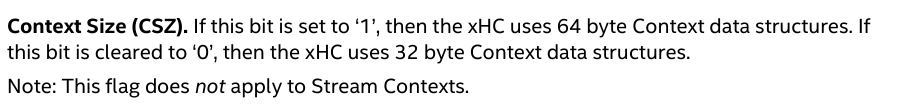 Context Size (CSZ). If this bit is set to ‘1’, then the xHC uses 64 byte Context data structures. If
this bit is cleared to ‘0’, then the xHC uses 32 byte Context data structures.
Note: This flag does not apply to Stream Contexts.